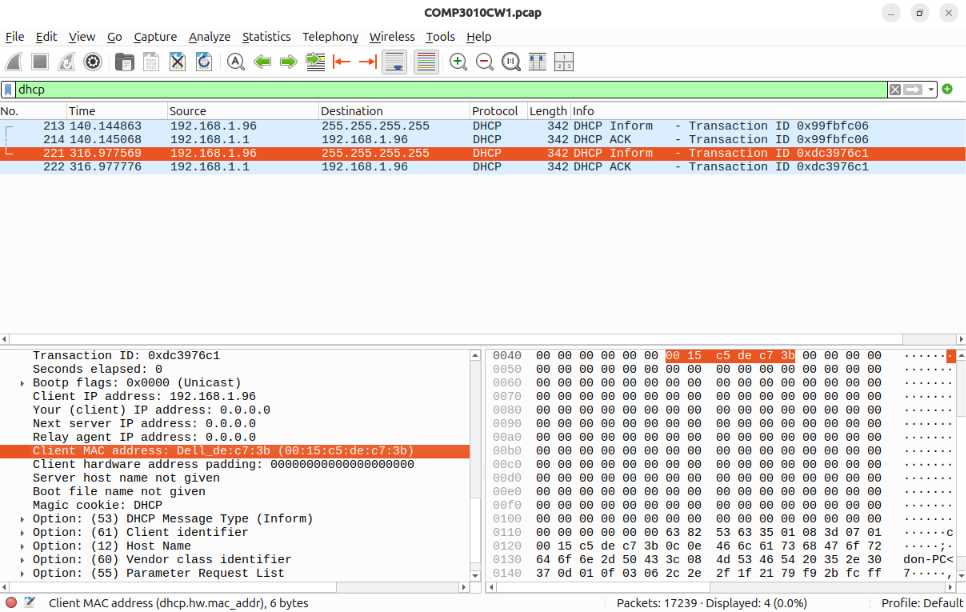 COMP3010CW1.pcap
File Edit View Go Capture Analyze Statistics Telephony Wireless Tools Help
dhcp
No. Time Source Destination Protocol Length Info
213 140.144863 192.168.1.96 255.255.255.255 DHCP 342 DHCP Inform - Transaction ID 0x99fbfc06
214 140.145068 192.168.1.1 192.168.1.96 DHCP 342 DHCP ACK - Transaction ID 0x99fbfc06
221 316.977569 192.168.1.96 255.255.255.255 DHCP 342 DHCP Inform - Transaction ID 0xdc3976c1
222 316.977776 192.168.1.1 192.168.1.96 DHCP 342 DHCP ACK - Transaction ID 0xdc3976c1
Transaction ID: 0xdc3976c1
Seconds elapsed: 0
Bootp flags: 0x0000 (Unicast)
Client IP address: 192.168.1.96
Your (client) IP address: 0.0.0.0
Next server IP address: 0.0.0.0
Relay agent IP address: 0.0.0.0
Client MAC address: Dell_de:c7:3b (00:15:c5:de:c7:3b)
Client hardware address padding: 00000000000000000000
Server host name not given
Boot file name not given
Magic cookie: DHCP
Option: (53) DHCP Message Type (Inform)
Option: (61) Client identifier
Option: (12) Host Name
Option: (60) Vendor class identifier
Option: (55) Parameter Request List
0040 00 00 00 00 00 00 00 15 c5 de c7 3b 00 00 00 00 ·······
0050 00 00 00 00 00 00 00 00 00 00 00 00 00 00 00 00 ·······
0060 00 00 00 00 00 00 00 00 00 00 00 00 00 00 00 00 ·······
0070 00 00 00 00 00 00 00 00 00 00 00 00 00 00 00 00 ·······
0080 00 00 00 00 00 00 00 00 00 00 00 00 00 00 00 00 ·······
0090 00 00 00 00 00 00 00 00 00 00 00 00 00 00 00 00 ·······
00a0 00 00 00 00 00 00 00 00 00 00 00 00 00 00 00 00 ·······
00b0 00 00 00 00 00 00 00 00 00 00 00 00 00 00 00 00 ·······
00c0 00 00 00 00 00 00 00 00 00 00 00 00 00 00 00 00 ·······
00d0 00 00 00 00 00 00 00 00 00 00 00 00 00 00 00 00 ·······
00e0 00 00 00 00 00 00 00 00 00 00 00 00 00 00 00 00 ·······
00f0 00 00 00 00 00 00 00 00 00 00 00 00 00 00 00 00 ·······
0100 00 00 00 00 00 00 00 00 00 00 00 00 00 00 00 00 ·······
0110 00 00 00 00 00 00 63 82 53 63 35 01 08 3d 07 01 ······c
0120 00 15 c5 de c7 3b 0c 0e 46 6c 61 73 68 47 6f 72 ·····;·
0130 64 6f 6e 2d 50 43 3c 08 4d 53 46 54 20 35 2e 30 don-PC<
0140 37 0d 01 0f 03 06 2c 2e 2f 1f 21 79 f9 2b fc ff 7·····,
Client MAC address (dhcp.hw.mac_addr), 6 bytes Packets: 17239 · Displayed: 4 (0.0%) Profile: Default